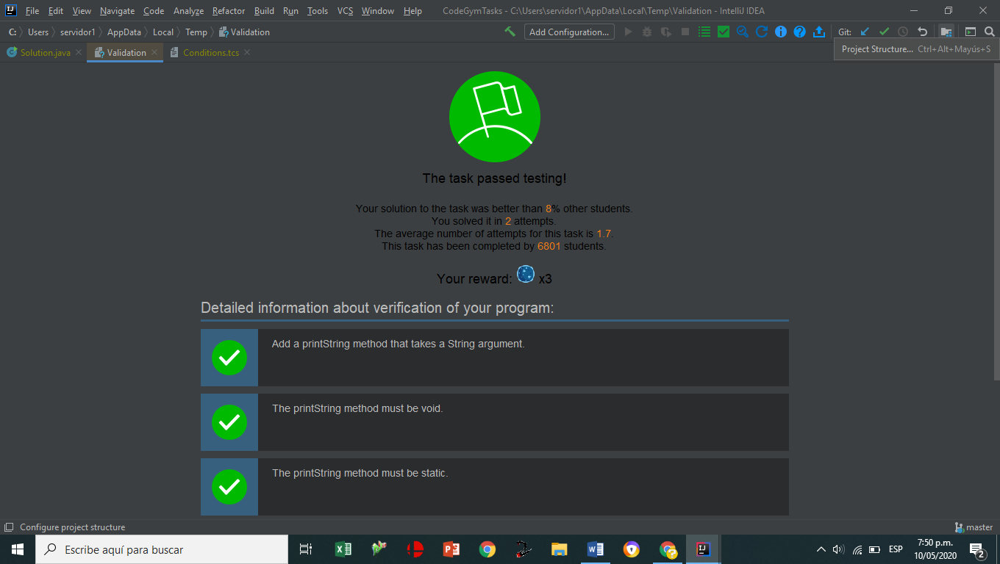 IJ File Edit View Navigate Code Analyze Refactor Build Run Tools VCS Window Help CodeGymTasks - C:\Users\servidor1\AppData\Local\Temp\Validation - IntelliJ IDEA
C: Users servidor1 AppData Local Temp Validation Add Configuration... Git:
Solution.java Validation Conditions.tcs Project Structure... Ctrl+Alt+Mayús+S
The task passed testing!
Your solution to the task was better than 8% other students.
You solved it in 2 attempts.
The average number of attempts for this task is 1.7.
This task has been completed by 6801 students.
Your reward: x3
Detailed information about verification of your program:
Add a printString method that takes a String argument.
The printString method must be void.
The printString method must be static.
Configure project structure master
Escribe aquí para buscar ESP 7:50 p.m.
10/05/2020 2